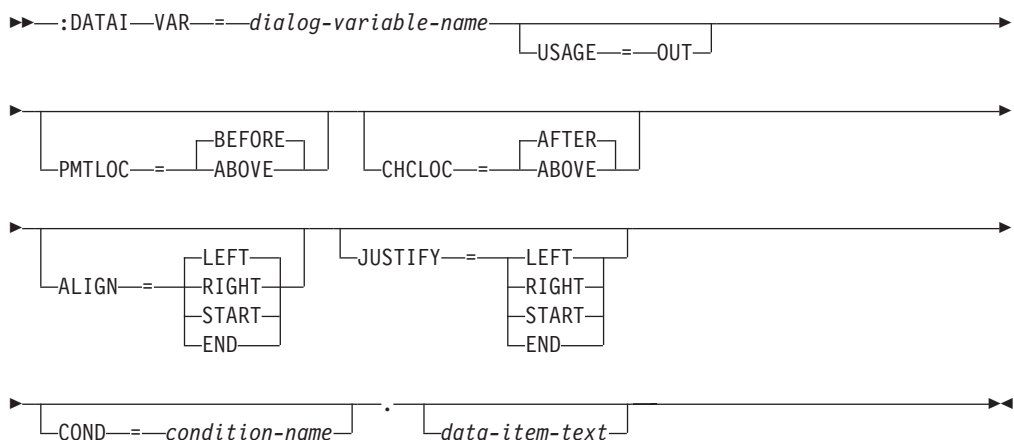 :DATAI VAR = dialog-variable-name
USAGE = OUT
BEFORE AFTER
PMTLOC = ABOVE CHCLOC = ABOVE
LEFT JUSTIFY = LEFT
ALIGN = RIGHT RIGHT
START START
END END
.
COND = condition-name data-item-text